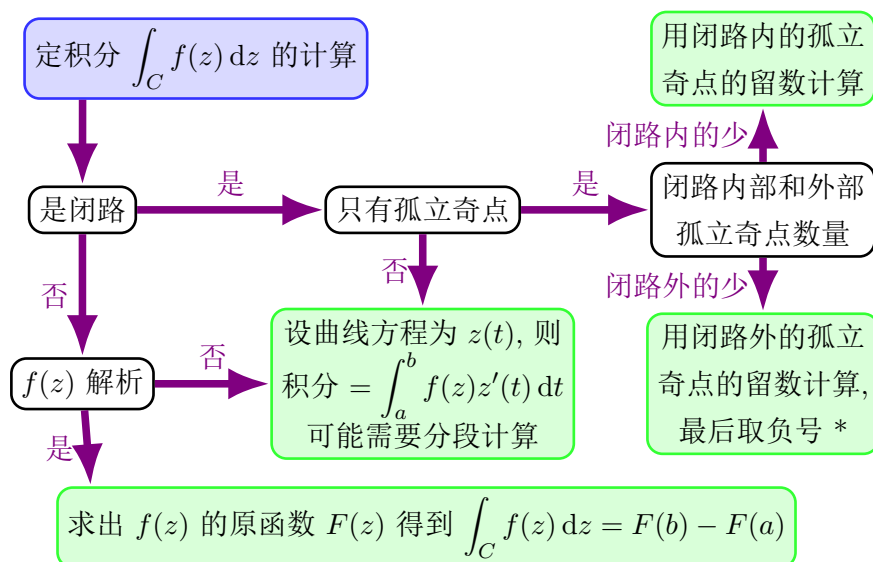 定积分 ∫_C f(z) dz 的计算
用闭路内的孤立
奇点的留数计算
闭路内的少
是闭路
是
只有孤立奇点
是
闭路内部和外部
孤立奇点数量
否
否
闭路外的少
f(z) 解析
否
设曲线方程为 z(t), 则
积分 = ∫_a^b f(z)z′(t) dt
可能需要分段计算
用闭路外的孤立
奇点的留数计算,
最后取负号 *
是
求出 f(z) 的原函数 F(z) 得到 ∫_C f(z) dz = F(b) − F(a)